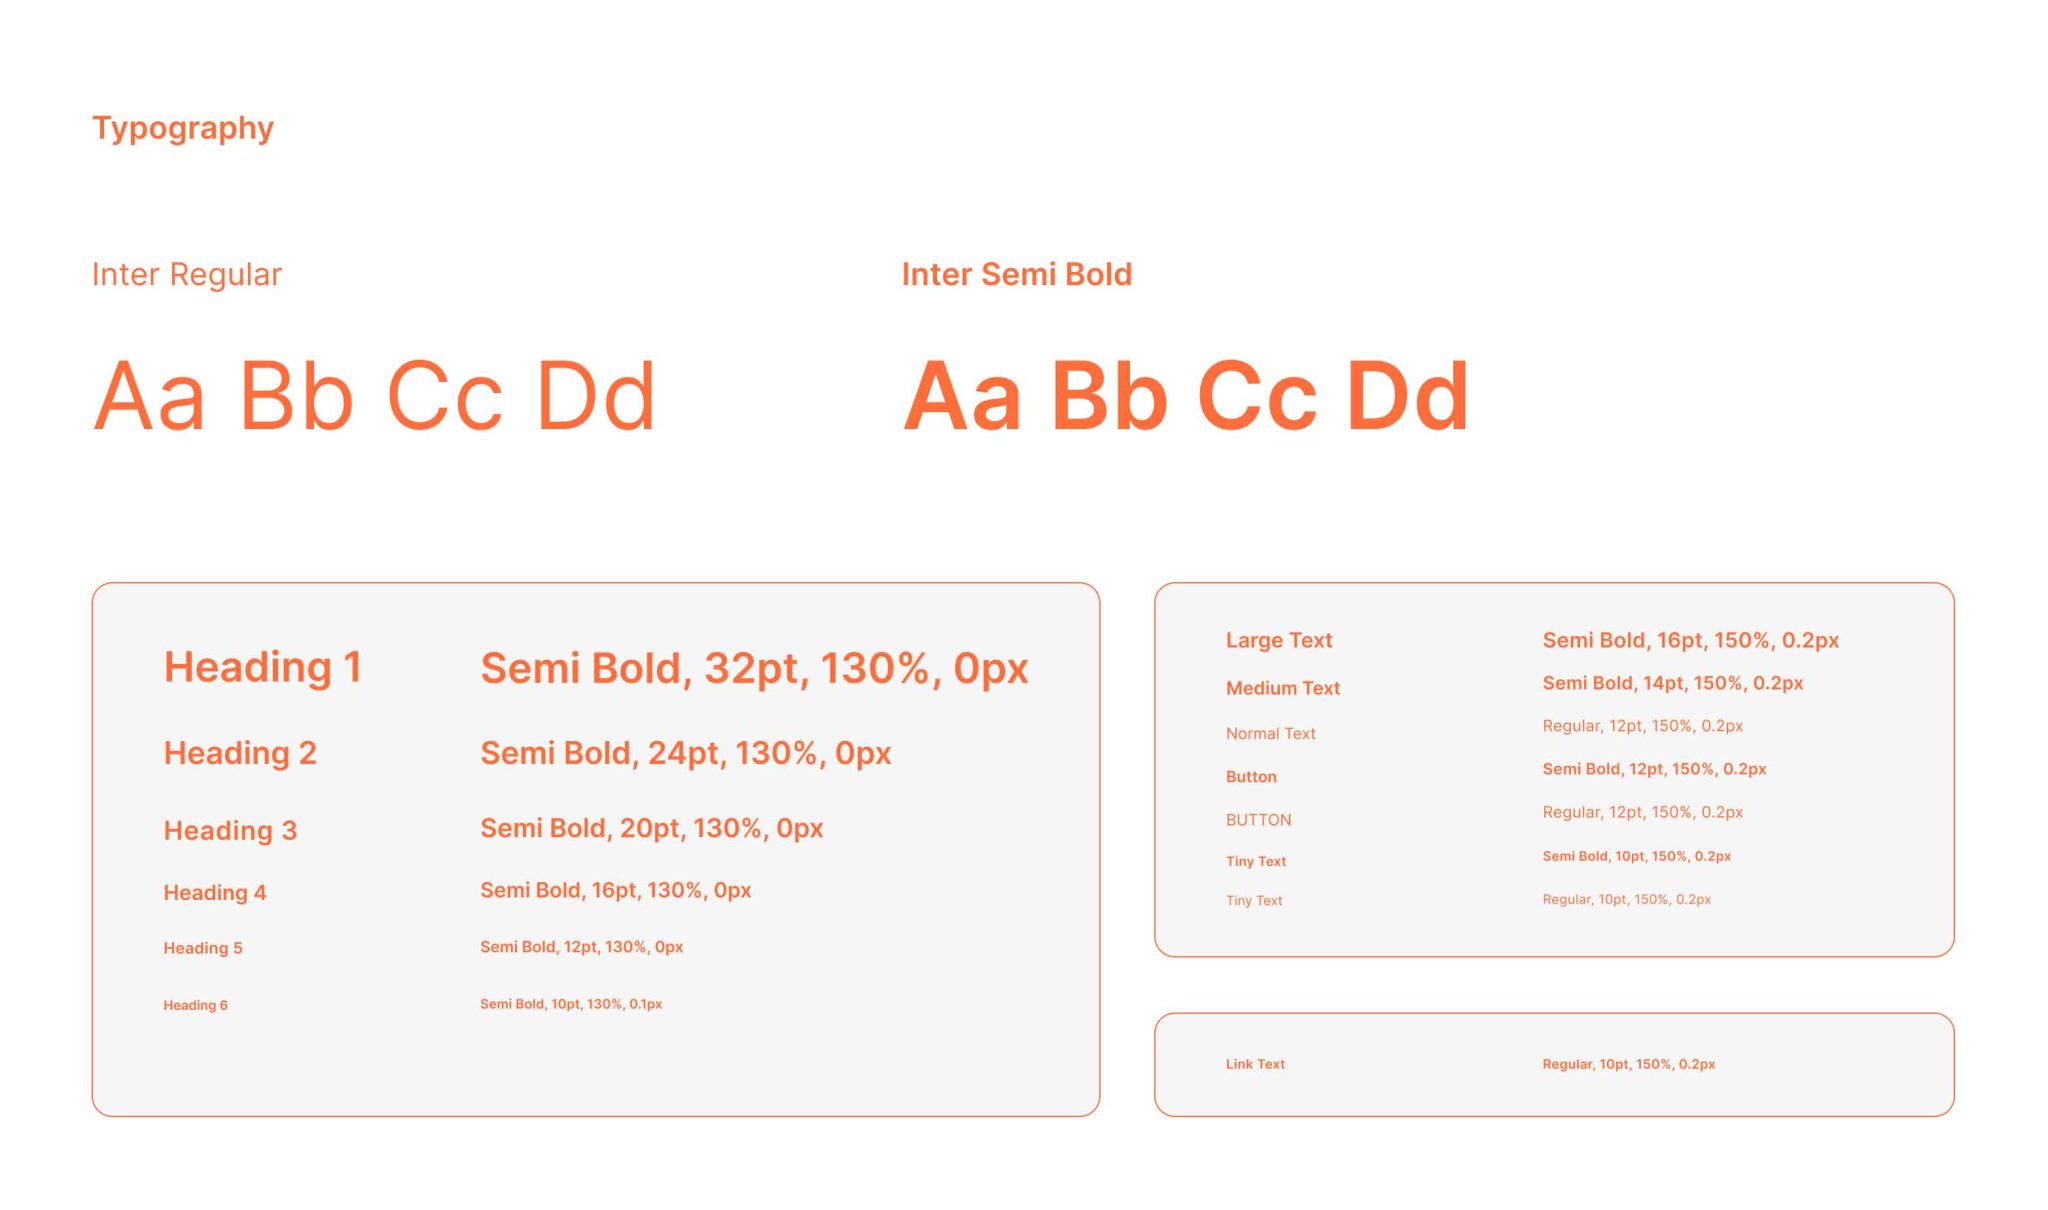 Typography
Inter Regular
Aa Bb Cc Dd
Inter Semi Bold
Aa Bb Cc Dd
Heading 1 Semi Bold, 32pt, 130%, 0px
Heading 2 Semi Bold, 24pt, 130%, 0px
Heading 3 Semi Bold, 20pt, 130%, 0px
Heading 4 Semi Bold, 16pt, 130%, 0px
Heading 5 Semi Bold, 12pt, 130%, 0px
Heading 6 Semi Bold, 10pt, 130%, 0.1px
Large Text Semi Bold, 16pt, 150%, 0.2px
Medium Text Semi Bold, 14pt, 150%, 0.2px
Normal Text Regular, 12pt, 150%, 0.2px
Button Semi Bold, 12pt, 150%, 0.2px
BUTTON Regular, 12pt, 150%, 0.2px
Tiny Text Semi Bold, 10pt, 150%, 0.2px
Tiny Text Regular, 10pt, 150%, 0.2px
Link Text Regular, 10pt, 150%, 0.2px